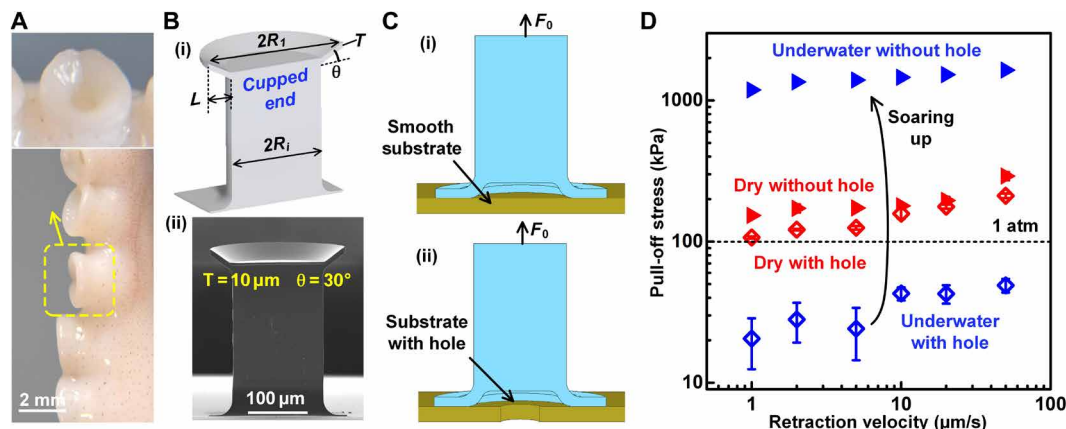 A
2 mm
B
(i)
2R1
T
θ
L
Cupped
end
2Ri
(ii)
T = 10 µm θ = 30°
100 µm
C
(i)
F0
Smooth
substrate
(ii)
F0
Substrate
with hole
D
Pull-off stress (kPa)
1000
100
10
Underwater without hole
Soaring
up
Dry without hole
1 atm
Dry with hole
Underwater
with hole
1
10
100
Retraction velocity (µm/s)